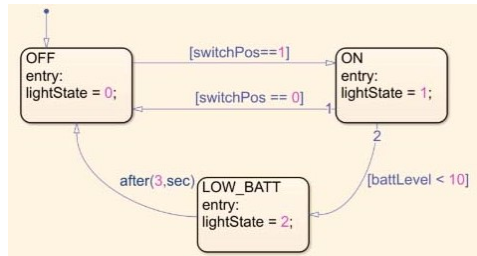 OFF
entry:
lightState = 0;
[switchPos==1]
ON
entry:
lightState = 1;
[switchPos == 0]
1
2
[battLevel < 10]
after(3,sec)
LOW_BATT
entry:
lightState = 2;